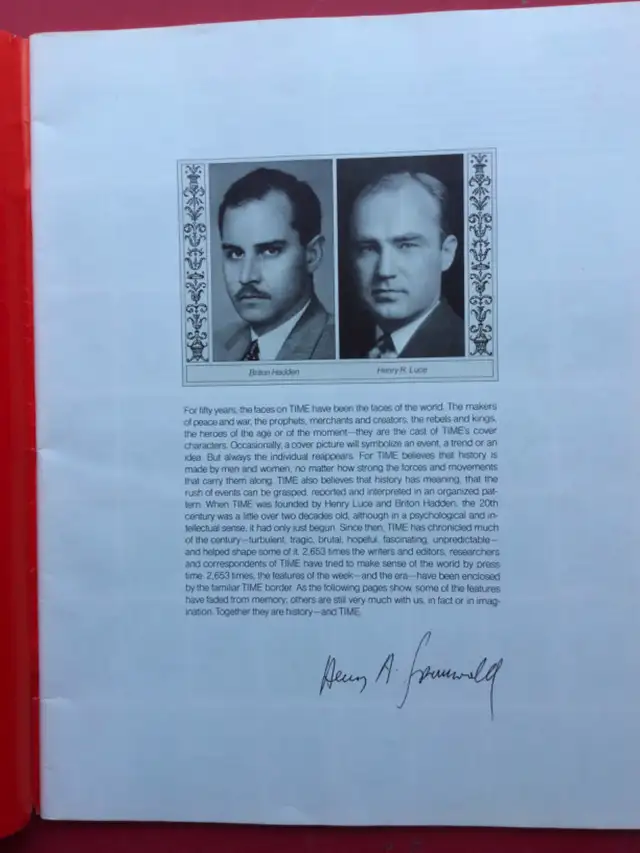 Briton Hadden
Henry R. Luce
For fifty years, the faces on TIME have been the faces of the world. The makers
of peace and war, the prophets, merchants and creators, the rebels and kings,
the heroes of the age or of the moment—they are the cast of TIME's cover
characters. Occasionally, a cover picture will symbolize an event, a trend or an
idea. But always the individual reappears. For TIME believes that history is
made by men and women, no matter how strong the forces and movements
that carry them along. TIME also believes that history has meaning, that the
rush of events can be grasped, reported and interpreted in an organized pat-
tern. When TIME was founded by Henry Luce and Briton Hadden, the 20th
century was a little over two decades old, although in a psychological and in-
tellectual sense, it had only just begun. Since then, TIME has chronicled much
of the century—turbulent, tragic, brutal, hopeful, fascinating, unpredictable—
and helped shape some of it. 2,653 times the writers and editors, researchers
and correspondents of TIME have tried to make sense of the world by press
time. 2,653 times, the features of the week—and the era—have been enclosed
by the familiar TIME border. As the following pages show, some of the features
have faded from memory; others are still very much with us, in fact or in imag-
ination. Together they are history—and TIME.
Henry A. Grunwald